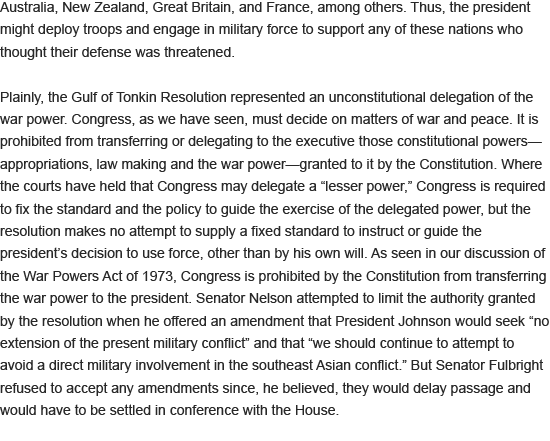 Australia, New Zealand, Great Britain, and France, among others. Thus, the president
might deploy troops and engage in military force to support any of these nations who
thought their defense was threatened.
Plainly, the Gulf of Tonkin Resolution represented an unconstitutional delegation of the
war power. Congress, as we have seen, must decide on matters of war and peace. It is
prohibited from transferring or delegating to the executive those constitutional powers—
appropriations, law making and the war power—granted to it by the Constitution. Where
the courts have held that Congress may delegate a “lesser power,” Congress is required
to fix the standard and the policy to guide the exercise of the delegated power, but the
resolution makes no attempt to supply a fixed standard to instruct or guide the
president’s decision to use force, other than by his own will. As seen in our discussion of
the War Powers Act of 1973, Congress is prohibited by the Constitution from transferring
the war power to the president. Senator Nelson attempted to limit the authority granted
by the resolution when he offered an amendment that President Johnson would seek “no
extension of the present military conflict” and that “we should continue to attempt to
avoid a direct military involvement in the southeast Asian conflict.” But Senator Fulbright
refused to accept any amendments since, he believed, they would delay passage and
would have to be settled in conference with the House.